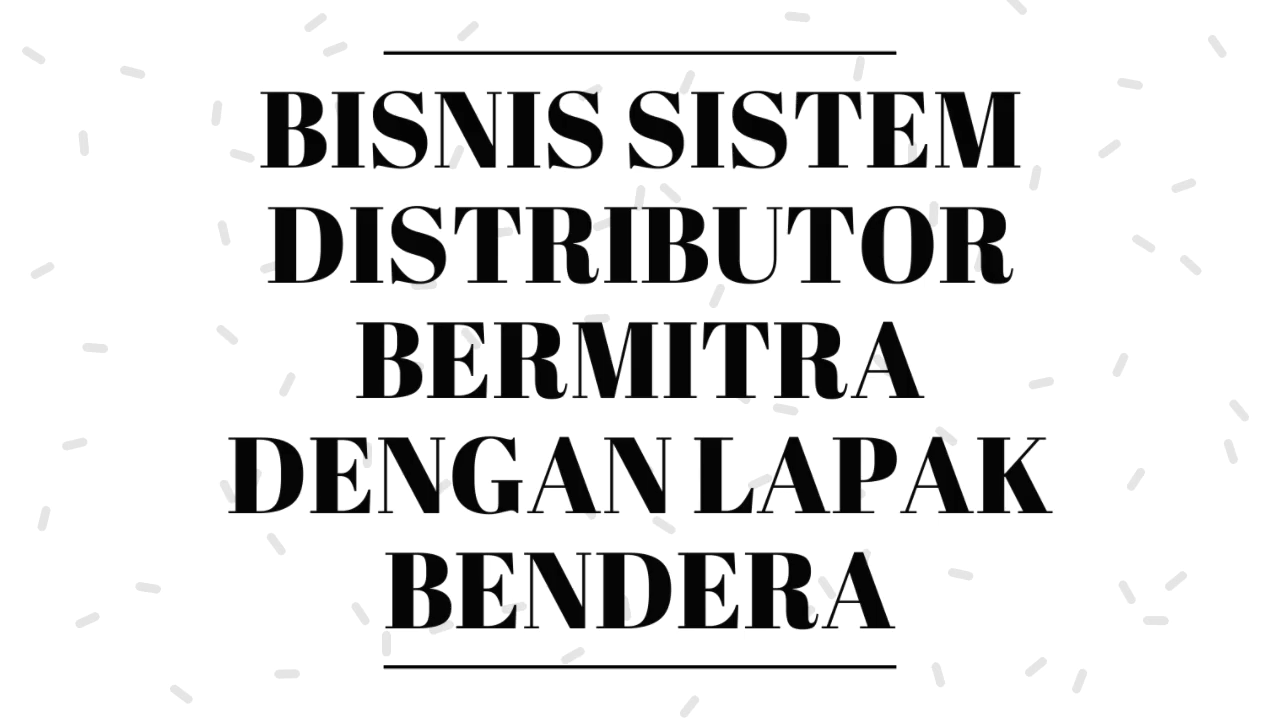 BISNIS SISTEM
DISTRIBUTOR
BERMITRA
DENGAN LAPAK
BENDERA